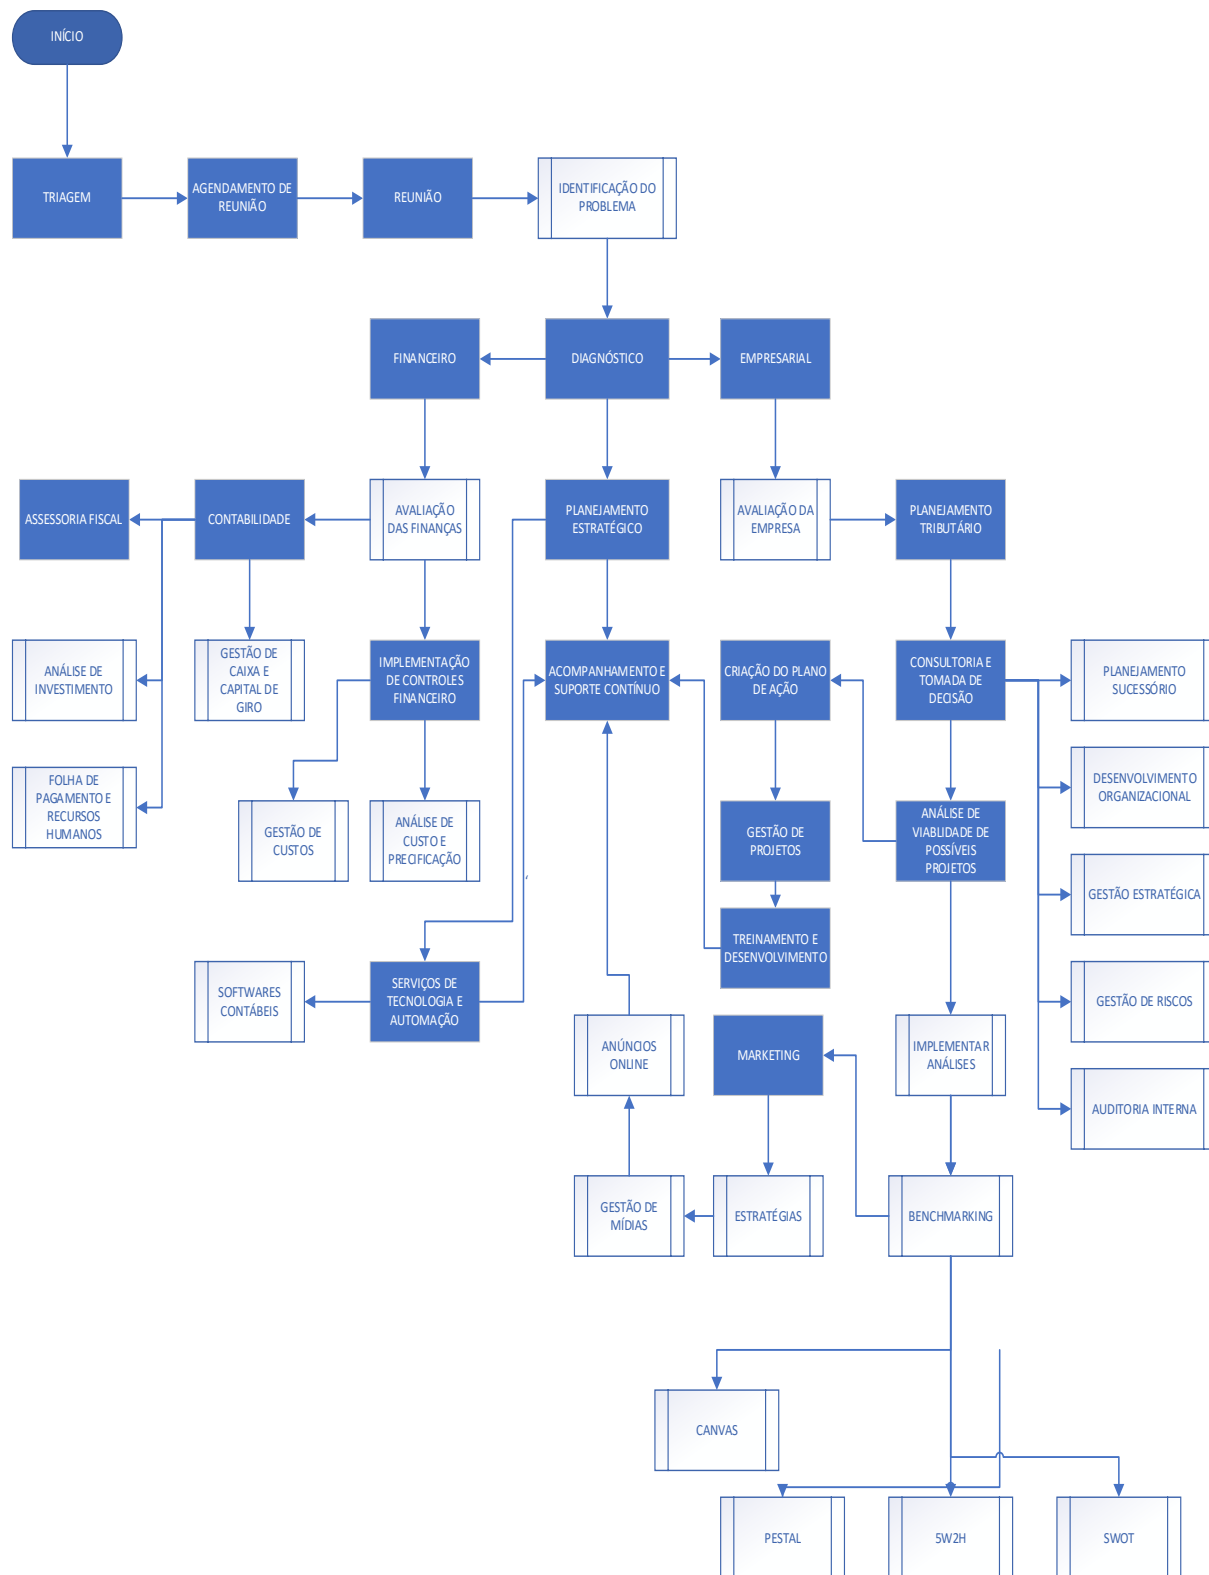 INÍCIO
TRIAGEM
AGENDAMENTO DE
REUNIÃO
REUNIÃO
IDENTIFICAÇÃO DO
PROBLEMA
FINANCEIRO
DIAGNÓSTICO
EMPRESARIAL
ASSESSORIA FISCAL
CONTABILIDADE
AVALIAÇÃO
DAS FINANÇAS
PLANEJAMENTO
ESTRATÉGICO
AVALIAÇÃO DA
EMPRESA
PLANEJAMENTO
TRIBUTÁRIO
ANÁLISE DE
INVESTIMENTO
GESTÃO DE
CAIXA E
CAPITAL DE
GIRO
IMPLEMENTAÇÃO
DE CONTROLES
FINANCEIRO
ACOMPANHAMENTO E
SUPORTE CONTÍNUO
CRIAÇÃO DO PLANO
DE AÇÃO
CONSULTORIA E
TOMADA DE
DECISÃO
PLANEJAMENTO
SUCESSÓRIO
FOLHA DE
PAGAMENTO E
RECURSOS
HUMANOS
GESTÃO DE
CUSTOS
ANÁLISE DE
CUSTO E
PRECIFICAÇÃO
GESTÃO DE
PROJETOS
ANÁLISE DE
VIABLIDADE DE
POSSÍVEIS
PROJETOS
DESENVOLVIMENTO
ORGANIZACIONAL
GESTÃO ESTRATÉGICA
TREINAMENTO E
DESENVOLVIMENTO
SOFTWARES
CONTÁBEIS
SERVIÇOS DE
TECNOLOGIA E
AUTOMAÇÃO
GESTÃO DE RISCOS
ANÚNCIOS
ONLINE
MARKETING
IMPLEMENTAR
ANÁLISES
AUDITORIA INTERNA
GESTÃO DE
MÍDIAS
ESTRATÉGIAS
BENCHMARKING
CANVAS
PESTAL
5W2H
SWOT